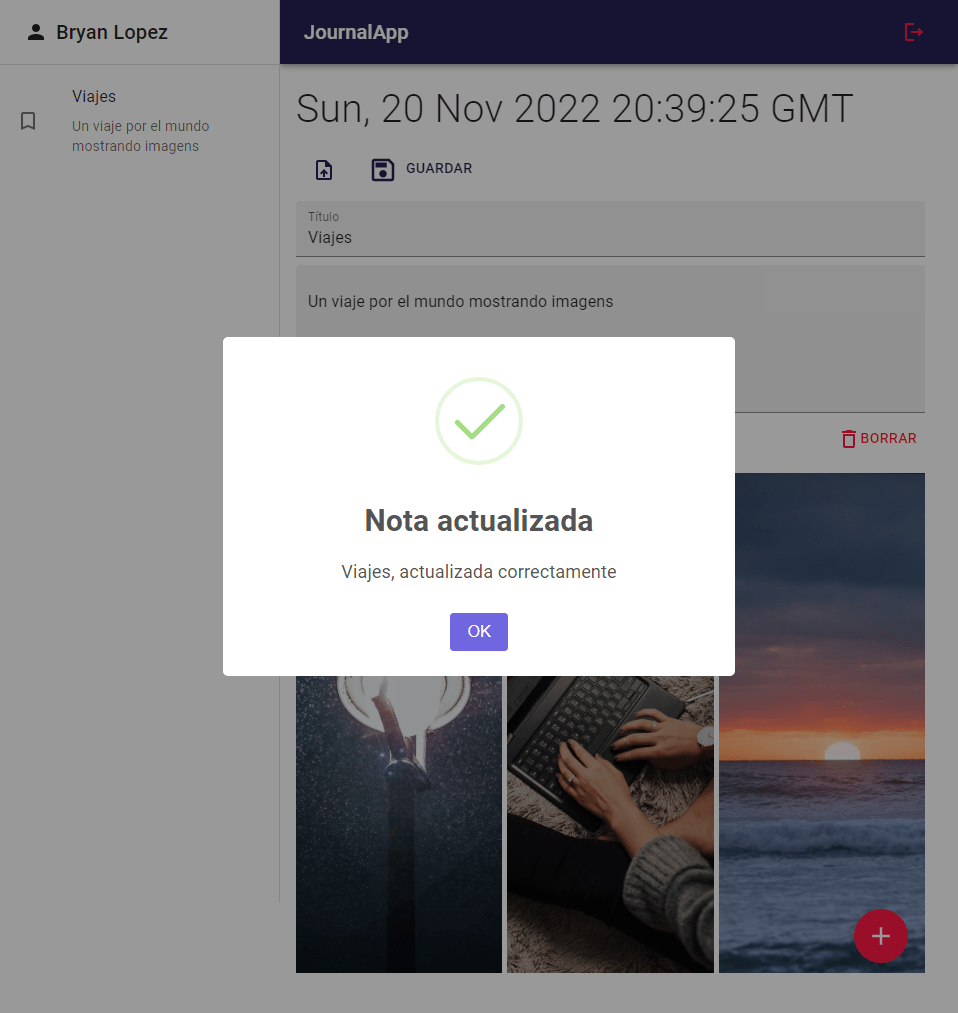 Bryan Lopez
JournalApp
Viajes
Un viaje por el mundo
mostrando imagens
Sun, 20 Nov 2022 20:39:25 GMT
GUARDAR
Título
Viajes
Un viaje por el mundo mostrando imagens
BORRAR
Nota actualizada
Viajes, actualizada correctamente
OK